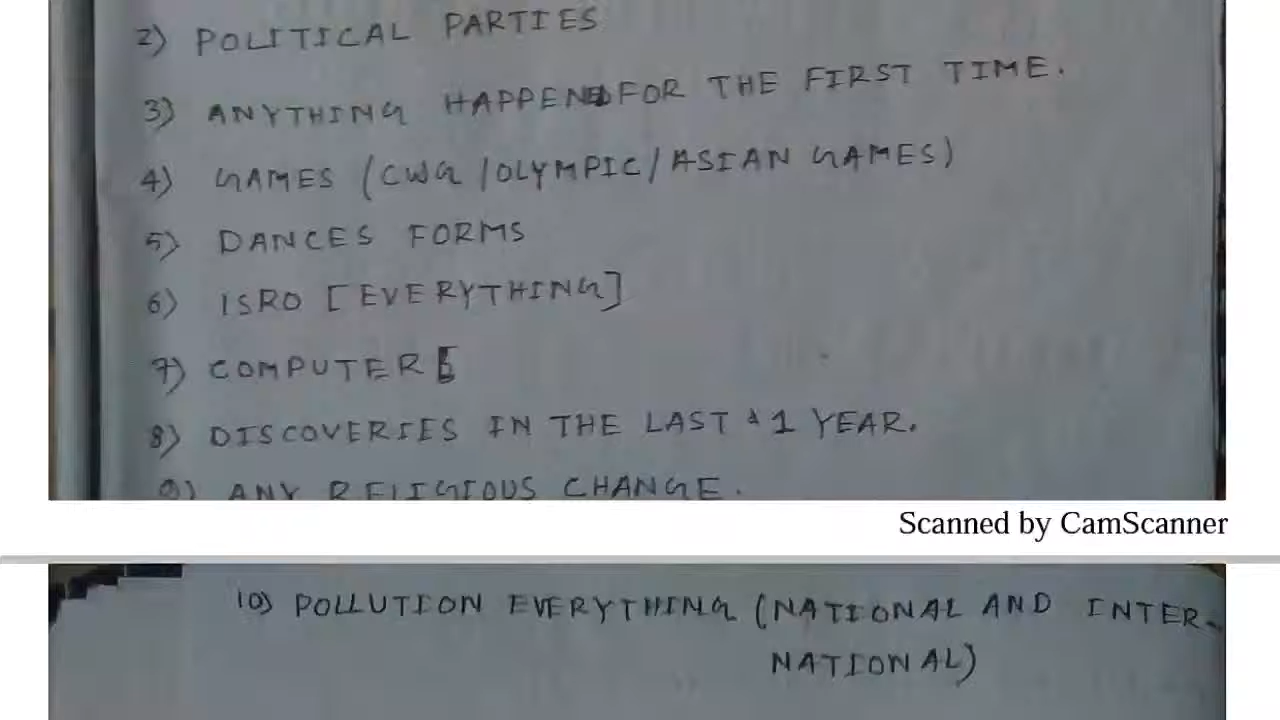 2) POLITICAL PARTIES
3) ANYTHING HAPPENED FOR THE FIRST TIME.
4) GAMES (CWG/OLYMPIC/ASIAN GAMES)
5) DANCES FORMS
6) ISRO [EVERYTHING]
7) COMPUTER
8) DISCOVERIES IN THE LAST 1 YEAR.
9) ANY RELIGIOUS CHANGE.
Scanned by CamScanner
10) POLLUTION EVERYTHING (NATIONAL AND INTER-
NATIONAL)